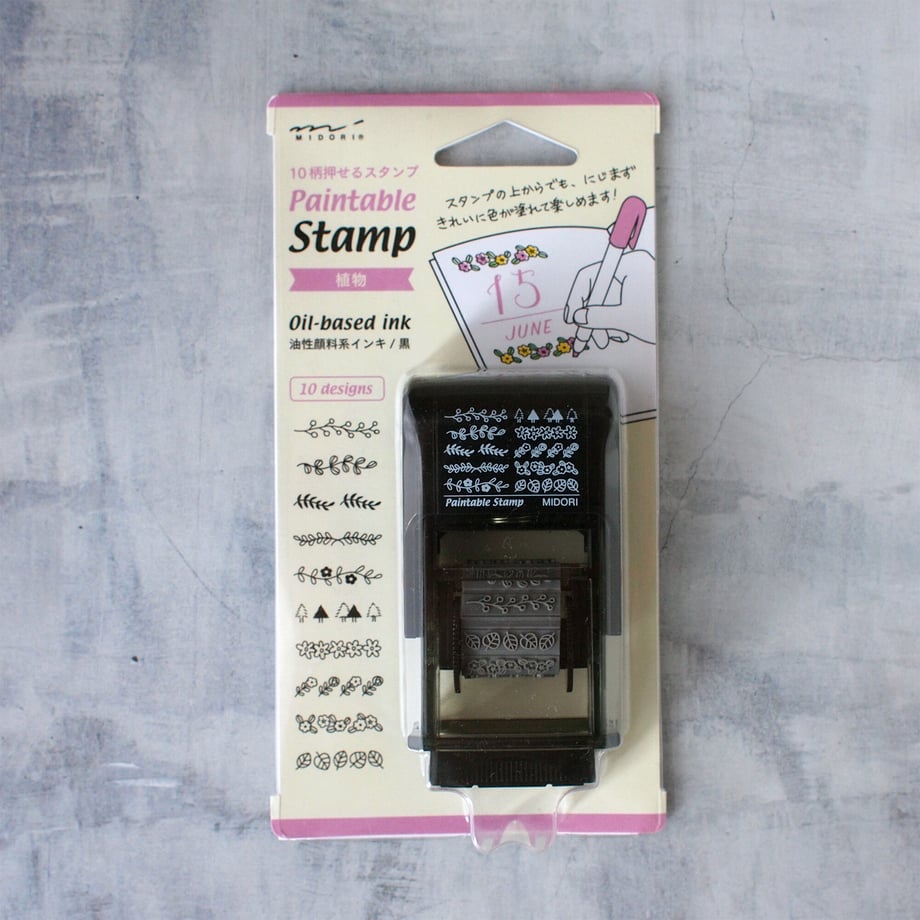 MIDORI®
10柄押せるスタンプ
Paintable
Stamp
植物
Oil-based ink
油性顔料系インキ/黒
10 designs
スタンプの上からでも、にじまず
きれいに色が塗れて楽しめます!
15
JUNE
Paintable Stamp MIDORI